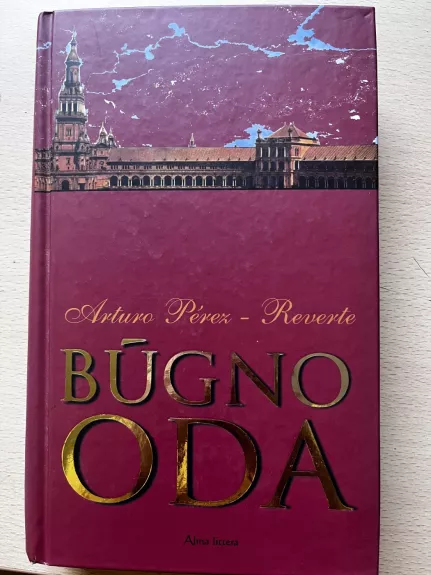 Arturo Pérez - Reverte
BŪGNO
ODA
Alma littera